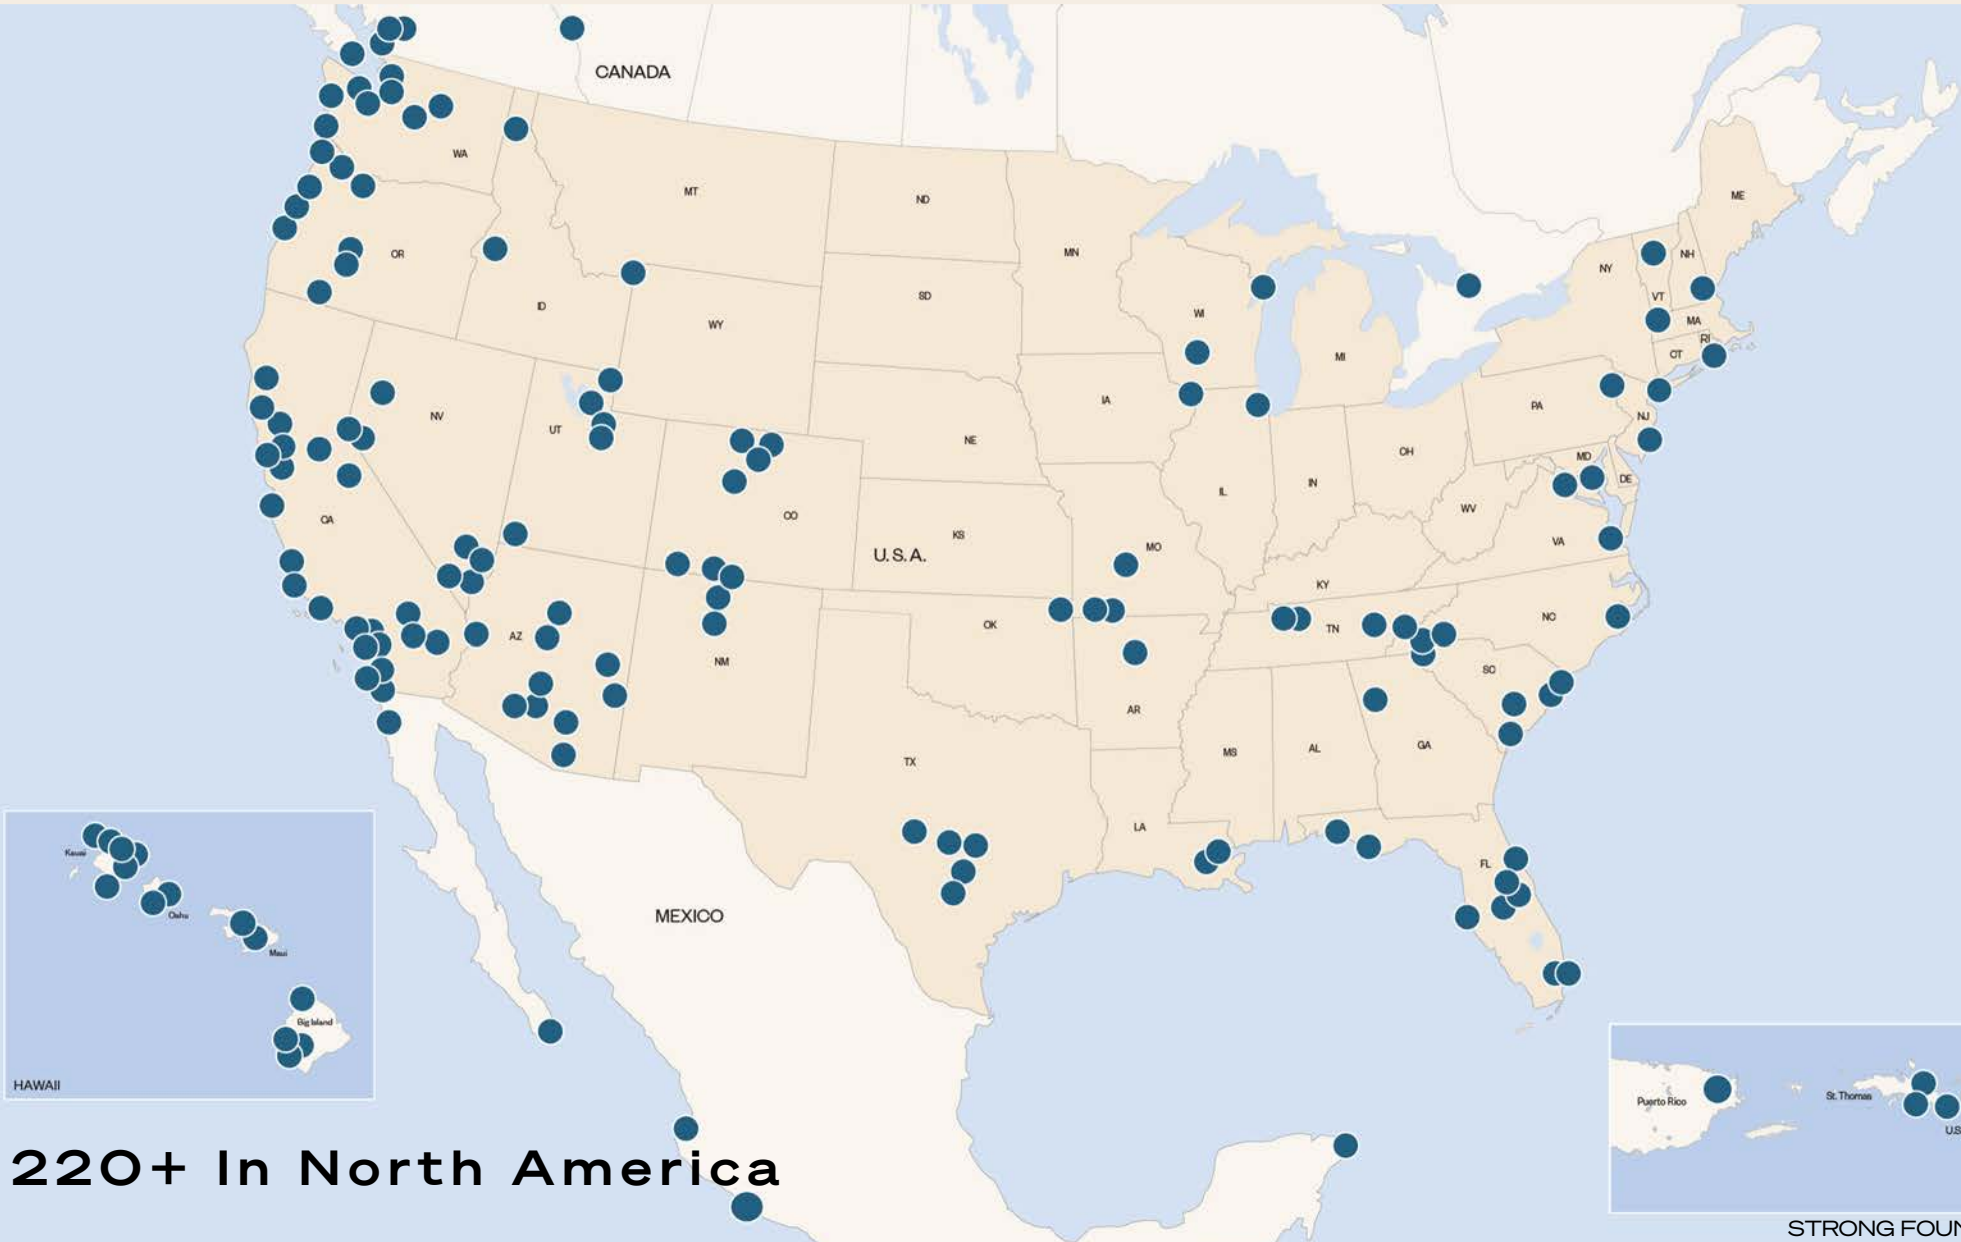 CANADA
WA
MT
ND
MN
ME
OR
ID
WY
SD
WI
MI
NY
VT
NH
MA
RI
CT
NV
UT
NE
IA
PA
NJ
CA
CO
KS
U.S.A.
MO
IL
IN
OH
WV
MD
DE
VA
KY
AZ
NM
OK
AR
TN
NC
SC
TX
LA
MS
AL
GA
FL
MEXICO
Kauai
Oahu
Maui
Big Island
HAWAII
Puerto Rico
St. Thomas
U.S
220+ In North America
STRONG FOUN